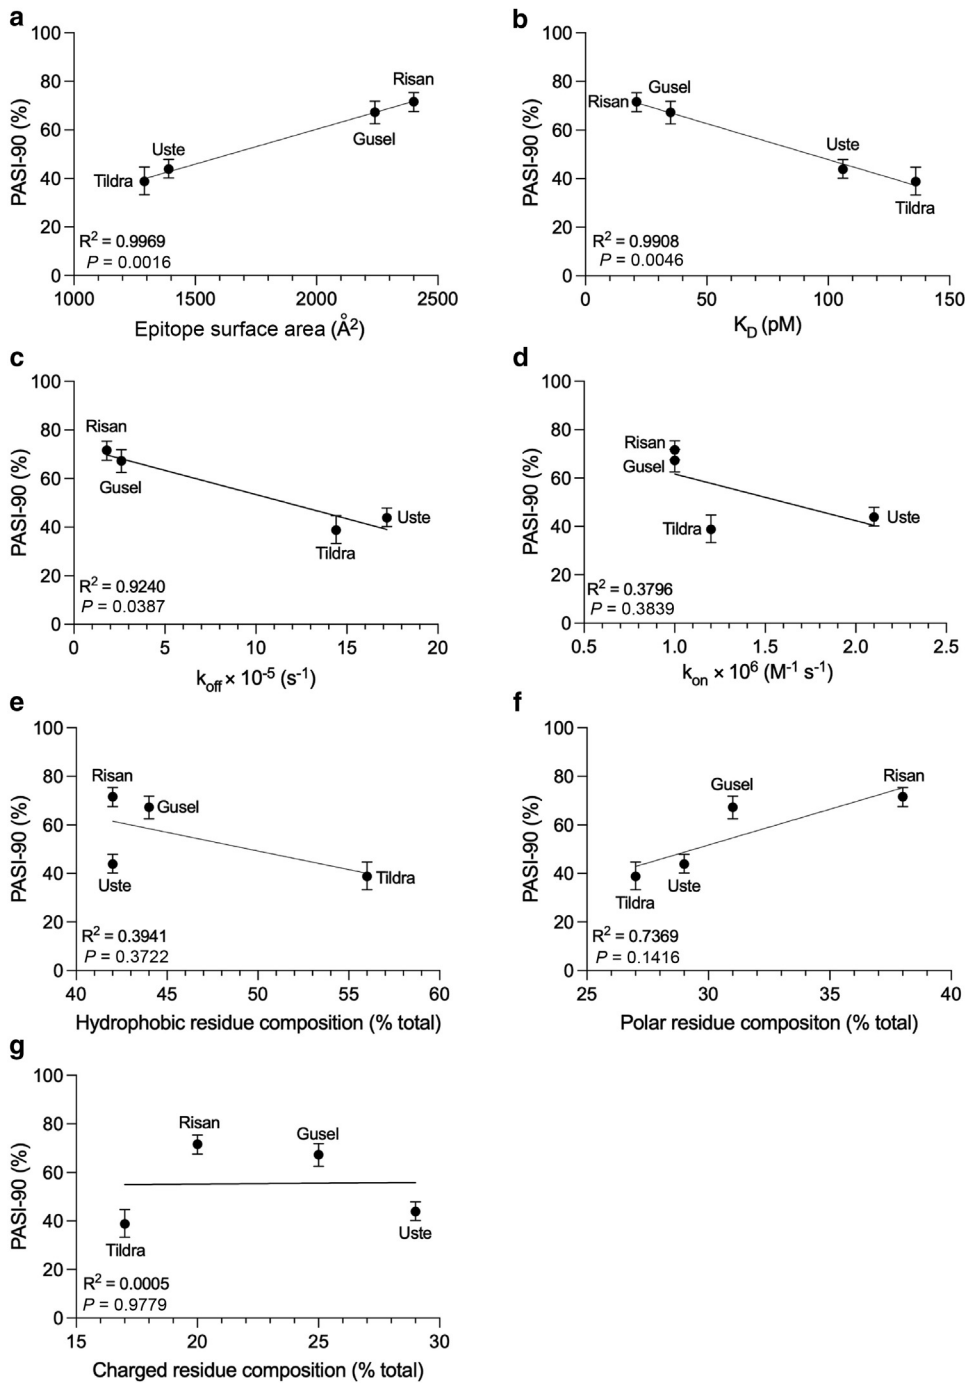 a
100
80
60
40
20
0
PASI-90 (%)
Risan
Gusel
Uste
Tildra
R² = 0.9969
P = 0.0016
1000 1500 2000 2500
Epitope surface area (Å²)
b
100
80
60
40
20
0
PASI-90 (%)
Risan
Gusel
Uste
Tildra
R² = 0.9908
P = 0.0046
0 50 100 150
K_D (pM)
c
100
80
60
40
20
0
PASI-90 (%)
Risan
Gusel
Uste
Tildra
R² = 0.9240
P = 0.0387
0 5 10 15 20
k_off × 10⁻⁵ (s⁻¹)
d
100
80
60
40
20
0
PASI-90 (%)
Risan
Gusel
Tildra
Uste
R² = 0.3796
P = 0.3839
0.5 1.0 1.5 2.0 2.5
k_on × 10⁶ (M⁻¹ s⁻¹)
e
100
80
60
40
20
0
PASI-90 (%)
Risan
Gusel
Uste
Tildra
R² = 0.3941
P = 0.3722
40 45 50 55 60
Hydrophobic residue composition (% total)
f
100
80
60
40
20
0
PASI-90 (%)
Risan
Gusel
Uste
Tildra
R² = 0.7369
P = 0.1416
25 30 35 40
Polar residue compositon (% total)
g
100
80
60
40
20
0
PASI-90 (%)
Risan
Gusel
Uste
Tildra
R² = 0.0005
P = 0.9779
15 20 25 30
Charged residue composition (% total)